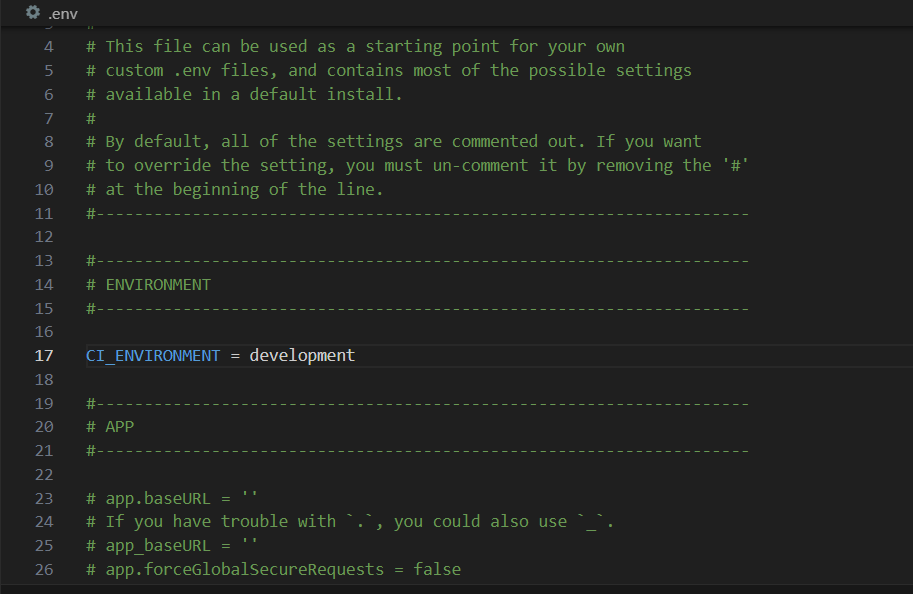 .env
4 # This file can be used as a starting point for your own
5 # custom .env files, and contains most of the possible settings
6 # available in a default install.
7 #
8 # By default, all of the settings are commented out. If you want
9 # to override the setting, you must un-comment it by removing the '#'
10 # at the beginning of the line.
11 #--------------------------------------------------------------------
12
13 #--------------------------------------------------------------------
14 # ENVIRONMENT
15 #--------------------------------------------------------------------
16
17 CI_ENVIRONMENT = development
18
19 #--------------------------------------------------------------------
20 # APP
21 #--------------------------------------------------------------------
22
23 # app.baseURL = ''
24 # If you have trouble with `.`, you could also use `_`.
25 # app_baseURL = ''
26 # app.forceGlobalSecureRequests = false